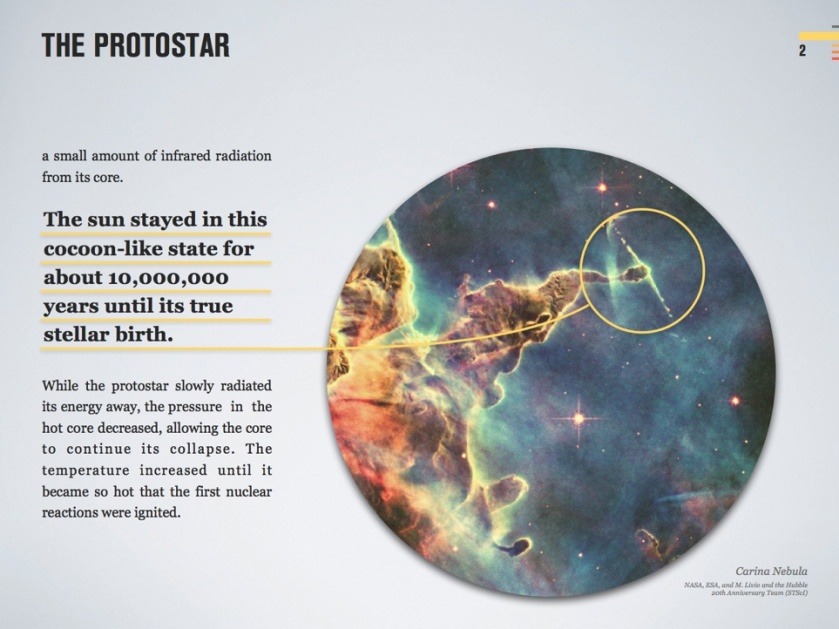 THE PROTOSTAR
2
a small amount of infrared radiation
from its core.
The sun stayed in this
cocoon-like state for
about 10,000,000
years until its true
stellar birth.
While the protostar slowly radiated
its energy away, the pressure in the
hot core decreased, allowing the core
to continue its collapse. The
temperature increased until it
became so hot that the first nuclear
reactions were ignited.
Carina Nebula
NASA, ESA, and M. Livio and the Hubble
20th Anniversary Team (STScI)